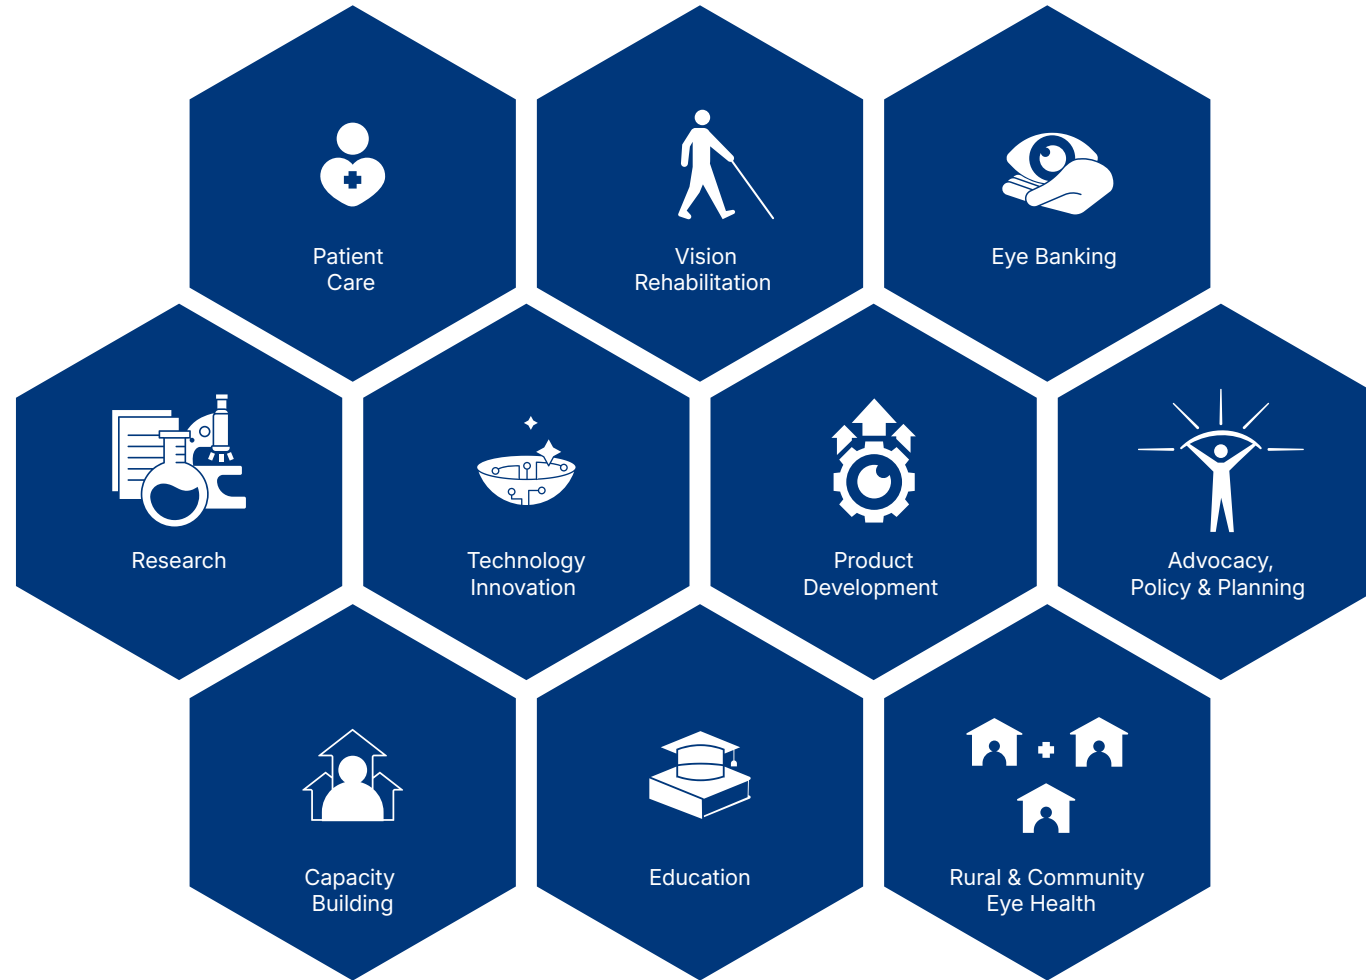 Patient
Care
Vision
Rehabilitation
Eye Banking
Research
Technology
Innovation
Product
Development
Advocacy,
Policy & Planning
Capacity
Building
Education
Rural & Community
Eye Health